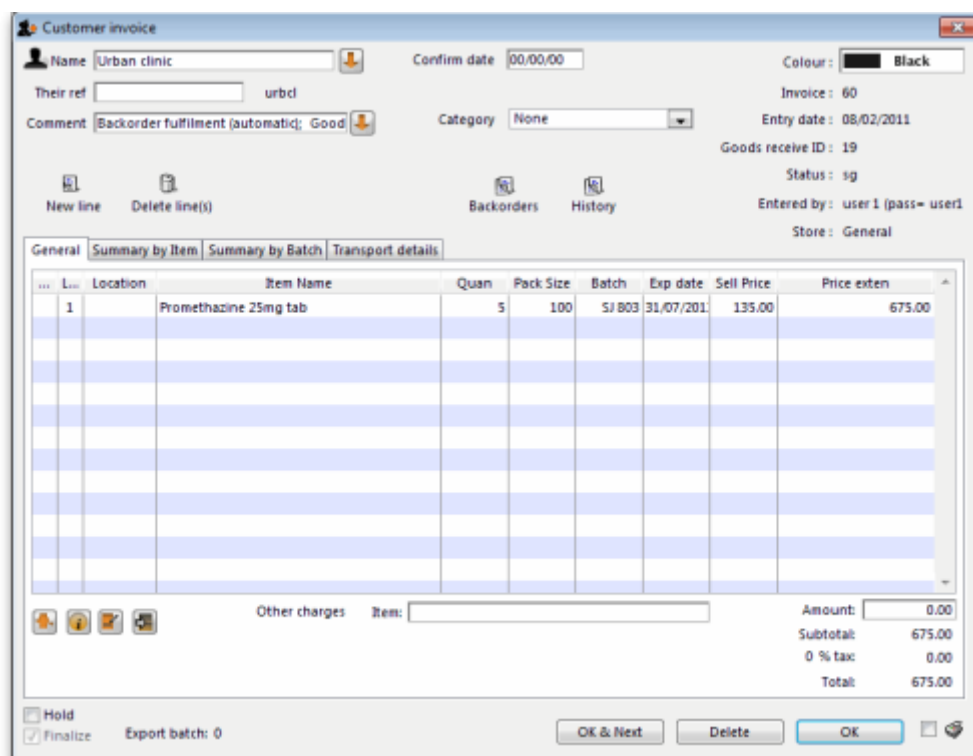 Customer invoice
Name Urban clinic Confirm date 00/00/00 Colour: Black
Their ref urbcl Invoice: 60
Comment Backorder fulfilment (automatic); Good Category None Entry date: 08/02/2011
Goods receive ID: 19
Status: sg
New line Delete line(s) Backorders History Entered by: user1 (pass= user1
Store: General
General Summary by Item Summary by Batch Transport details
... L... Location Item Name Quan Pack Size Batch Exp date Sell Price Price exten
1 Promethazine 25mg tab 5 100 SJ803 31/07/201 135.00 675.00
Other charges Item: Amount: 0.00
Subtotal: 675.00
0 % tax: 0.00
Total: 675.00
Hold
Finalize Export batch: 0 OK & Next Delete OK